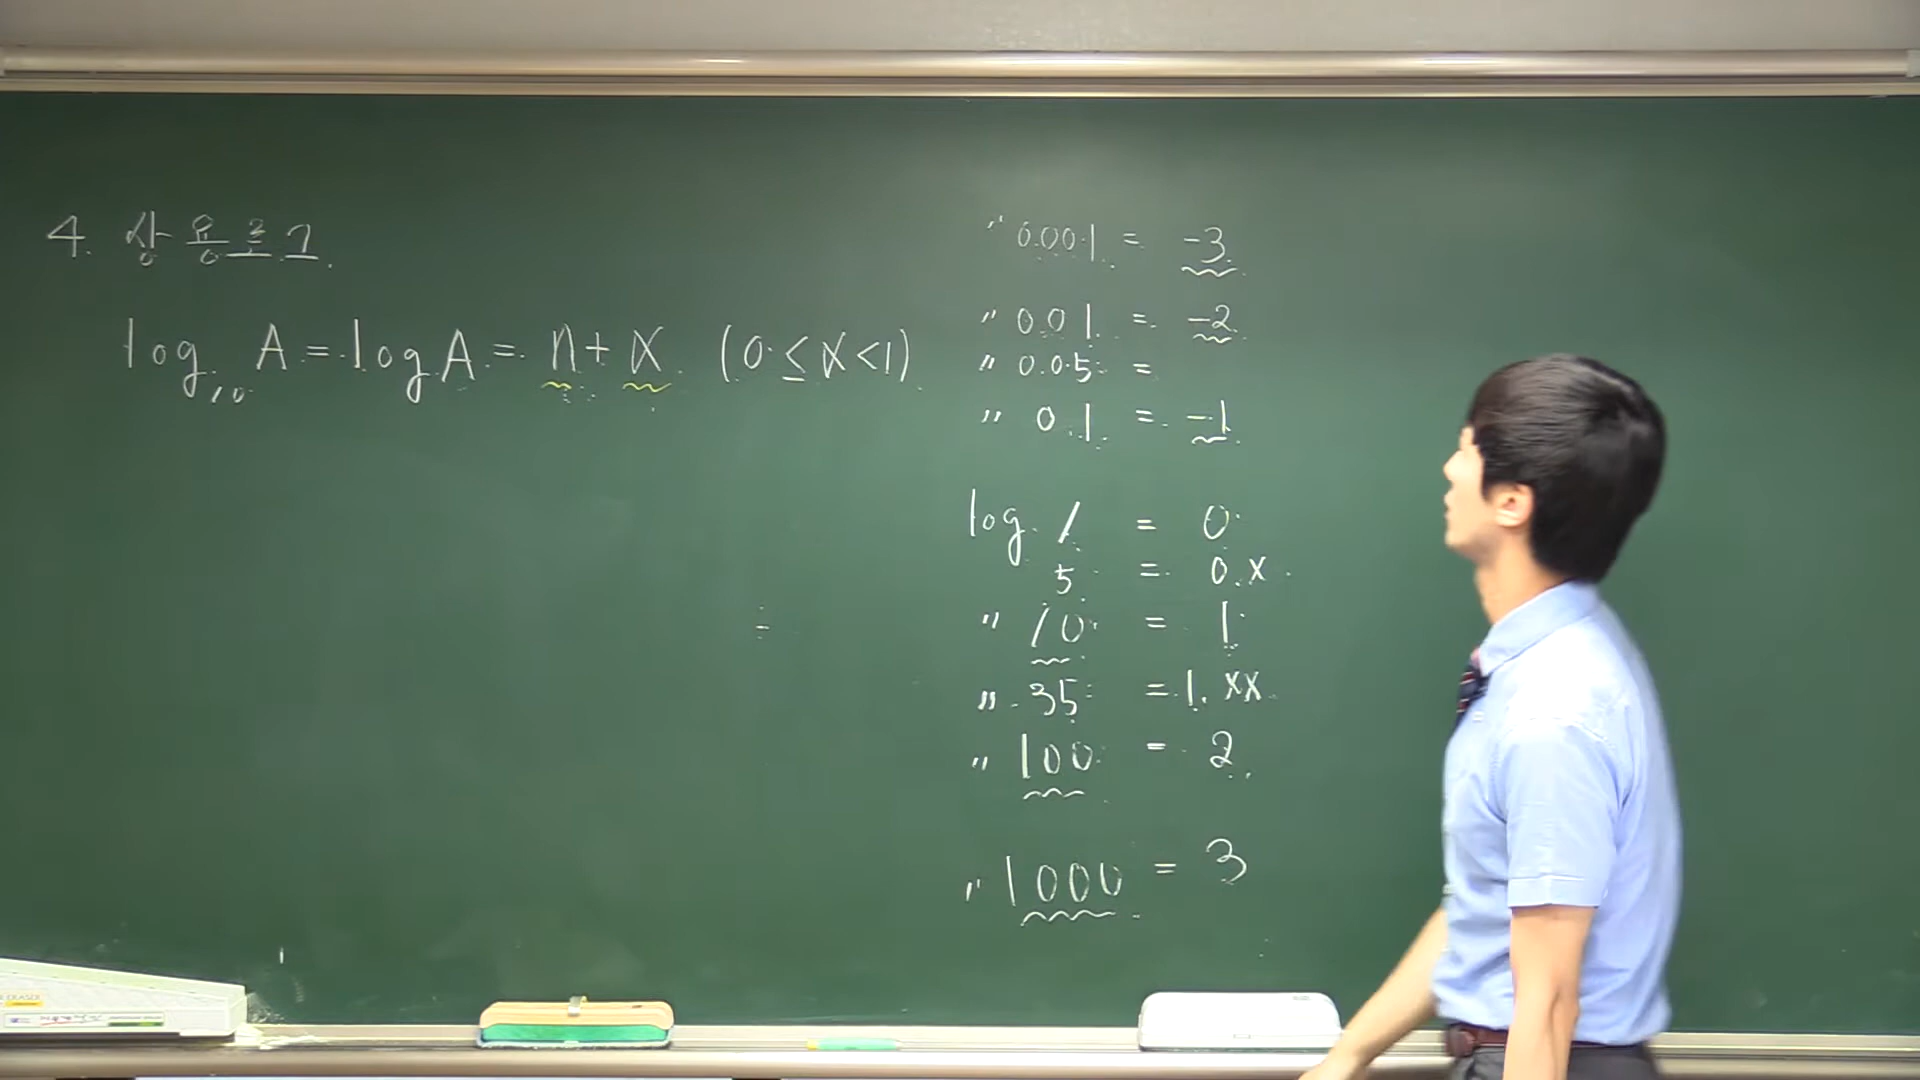 4. 상용로그
log₁₀ A = log A = n + α (0 ≤ α < 1)
〃 0.001 = -3
〃 0.01 = -2
〃 0.05 =
〃 0.1 = -1
log 1 = 0
5 = 0.x
〃 10 = 1
〃 35 = 1.xx
〃 100 = 2
〃 1000 = 3
ERASER